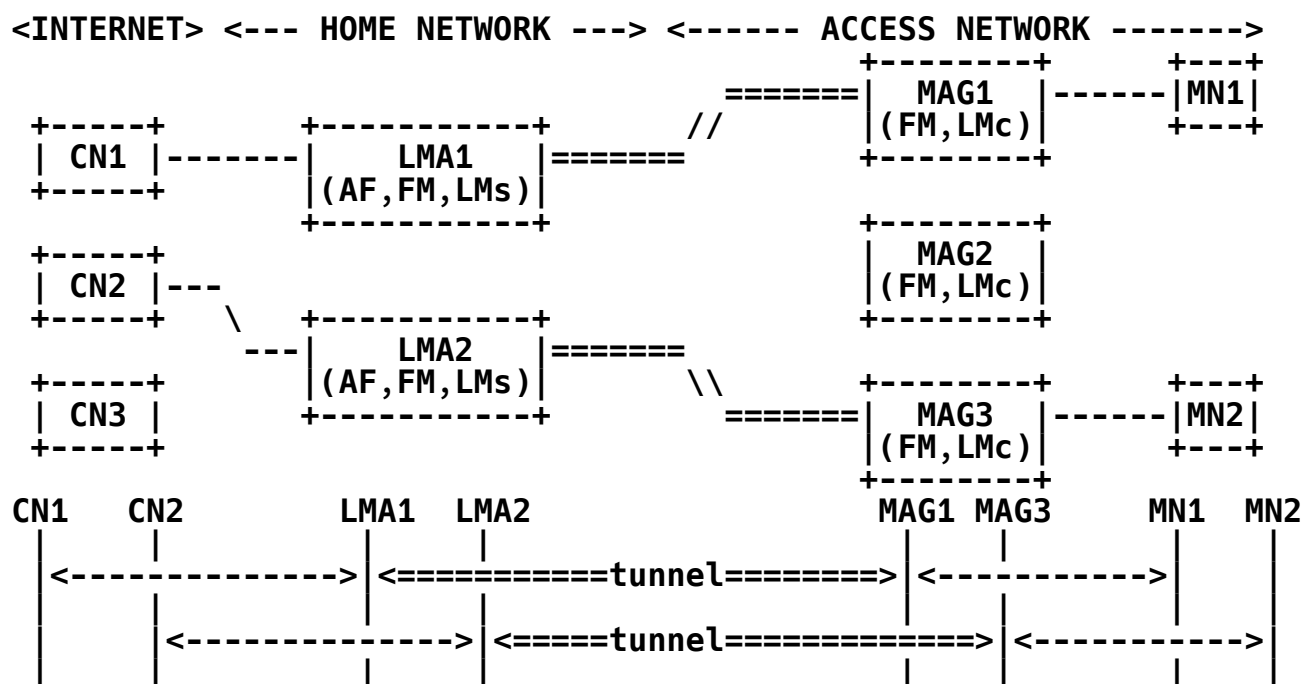 <INTERNET> <--- HOME NETWORK ---> <------ ACCESS NETWORK ------->
                                            +--------+      +---+
                                     =======|  MAG1  |------|MN1|
 +-----+       +-----------+       //       |(FM,LMc)|      +---+
 | CN1 |-------|    LMA1   |=======         +--------+
 +-----+       |(AF,FM,LMs)|
               +-----------+                +--------+
 +-----+                                    |  MAG2  |
 | CN2 |---                                 |(FM,LMc)|
 +-----+   \   +-----------+                +--------+
            ---|    LMA2   |=======
 +-----+       |(AF,FM,LMs)|       \\       +--------+      +---+
 | CN3 |       +-----------+         =======|  MAG3  |------|MN2|
 +-----+                                    |(FM,LMc)|      +---+
                                            +--------+
CN1   CN2        LMA1  LMA2                  MAG1 MAG3     MN1  MN2
 |     |          |     |                     |    |        |    |
 |<-------------->|<===========tunnel========>|<----------->|    |
 |     |          |     |                     |    |        |    |
 |     |<-------------->|<=====tunnel=============>|<----------->|
 |     |          |     |                     |    |        |    |